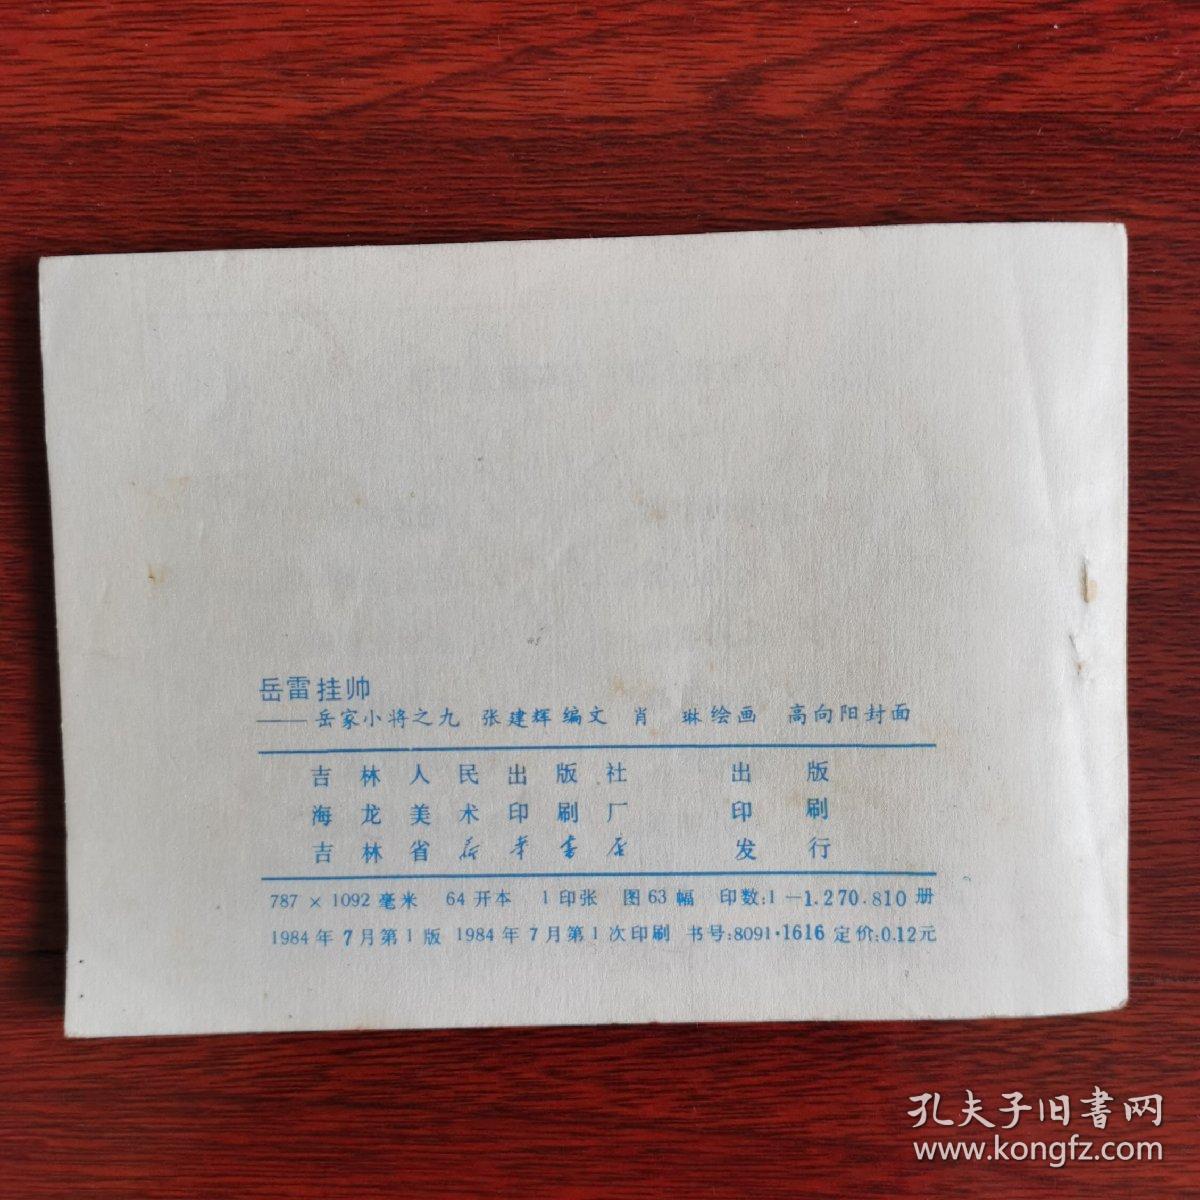 岳雷挂帅
——岳家小将之九 张建辉编文 肖 琳绘画 高向阳封面
吉林人民出版社 出版
海龙美术印刷厂 印刷
吉林省新华书店 发行
787×1092毫米 64开本 1印张 图63幅 印数:1—1.270.810册
1984年7月第1版 1984年7月第1次印刷 书号:8091·1616 定价:0.12元
孔夫子旧書网
www.kongfz.com